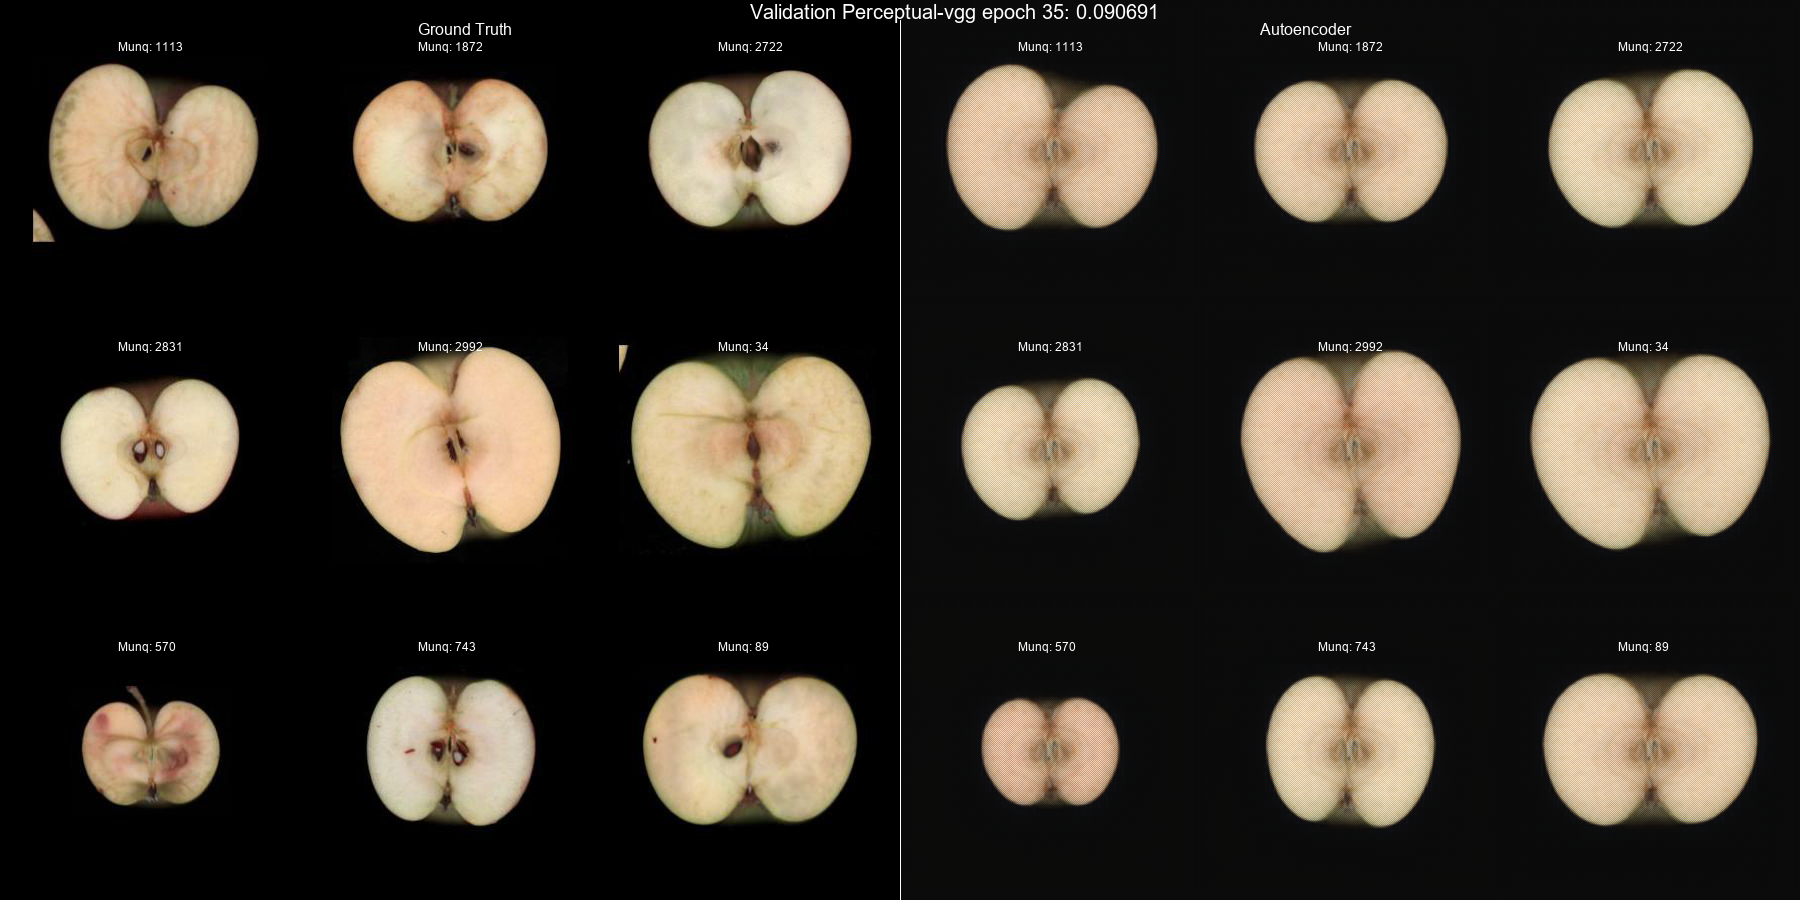 Validation Perceptual-vgg epoch 35: 0.090691
Ground Truth
Autoencoder
Munq: 1113
Munq: 1872
Munq: 2722
Munq: 1113
Munq: 1872
Munq: 2722
Munq: 2831
Munq: 2992
Munq: 34
Munq: 2831
Munq: 2992
Munq: 34
Munq: 570
Munq: 743
Munq: 89
Munq: 570
Munq: 743
Munq: 89